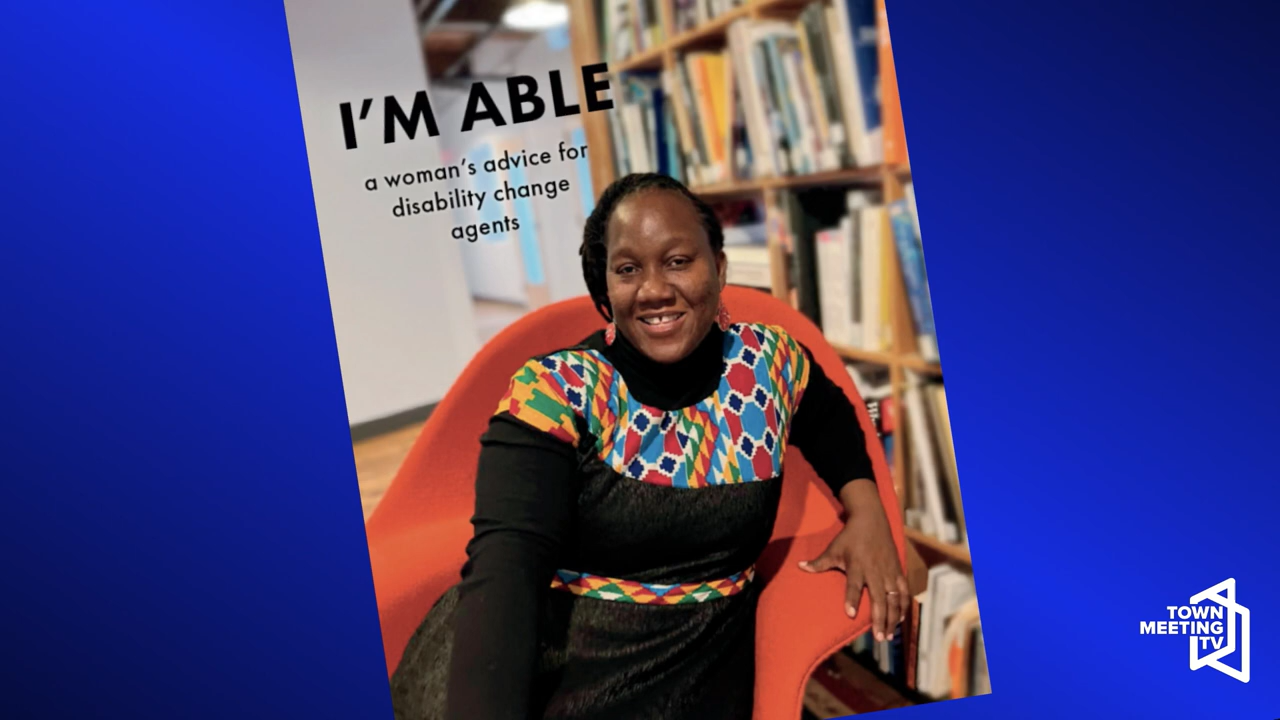 I'M ABLE
a woman's advice for
disability change
agents
TOWN
MEETING
TV